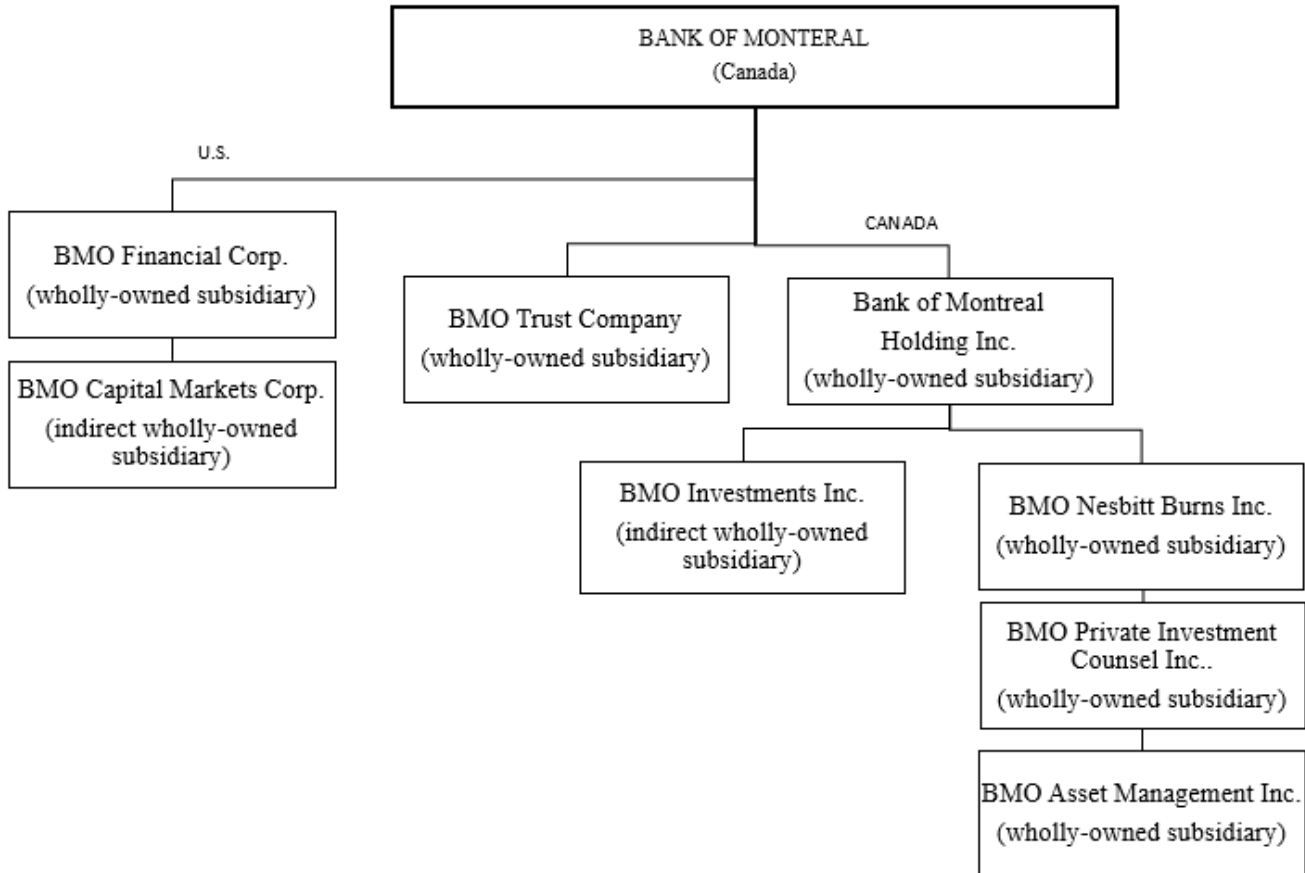 BANK OF MONTERAL
(Canada)
U.S.
CANADA
BMO Financial Corp.
(wholly-owned subsidiary)
BMO Capital Markets Corp.
(indirect wholly-owned
subsidiary)
BMO Trust Company
(wholly-owned subsidiary)
Bank of Montreal
Holding Inc.
(wholly-owned subsidiary)
BMO Investments Inc.
(indirect wholly-owned
subsidiary)
BMO Nesbitt Burns Inc.
(wholly-owned subsidiary)
BMO Private Investment
Counsel Inc..
(wholly-owned subsidiary)
BMO Asset Management Inc.
(wholly-owned subsidiary)